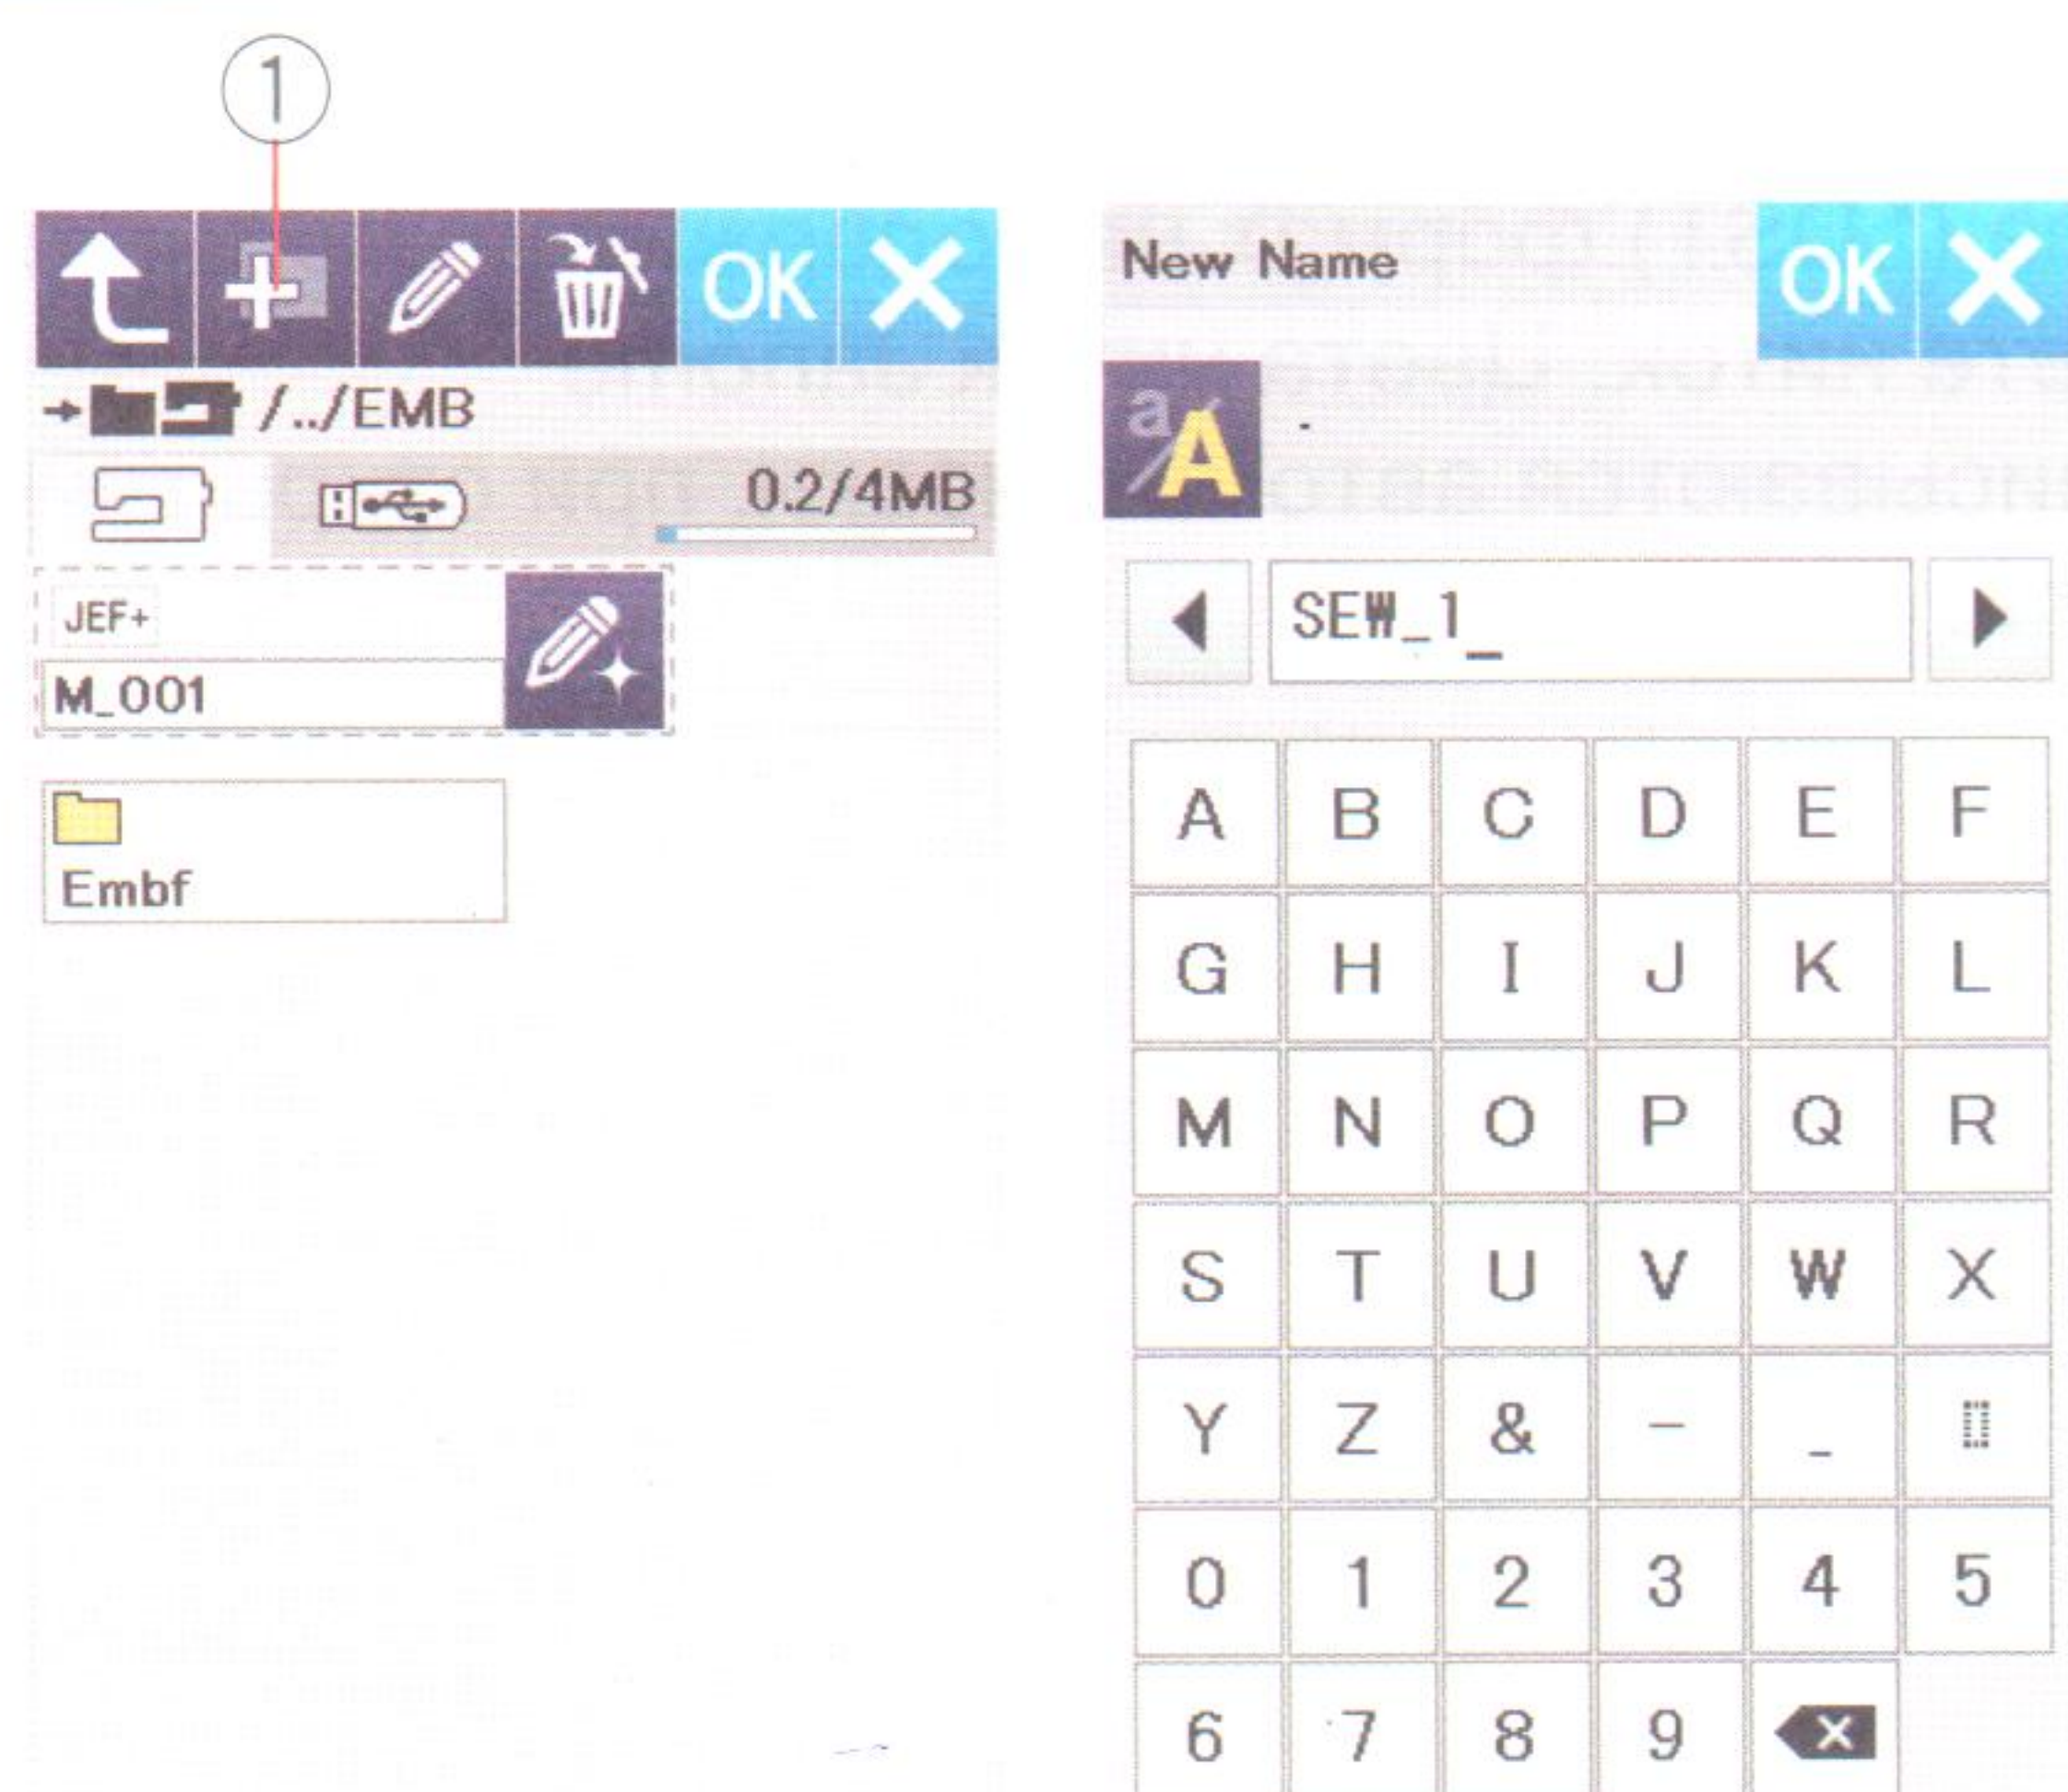 1
OK
/../EMB
0.2/4MB
JEF+
M_001
Embf
New Name
OK
a/A
SEW_1_
A B C D E F
G H I J K L
M N O P Q R
S T U V W X
Y Z & - _
0 1 2 3 4 5
6 7 8 9